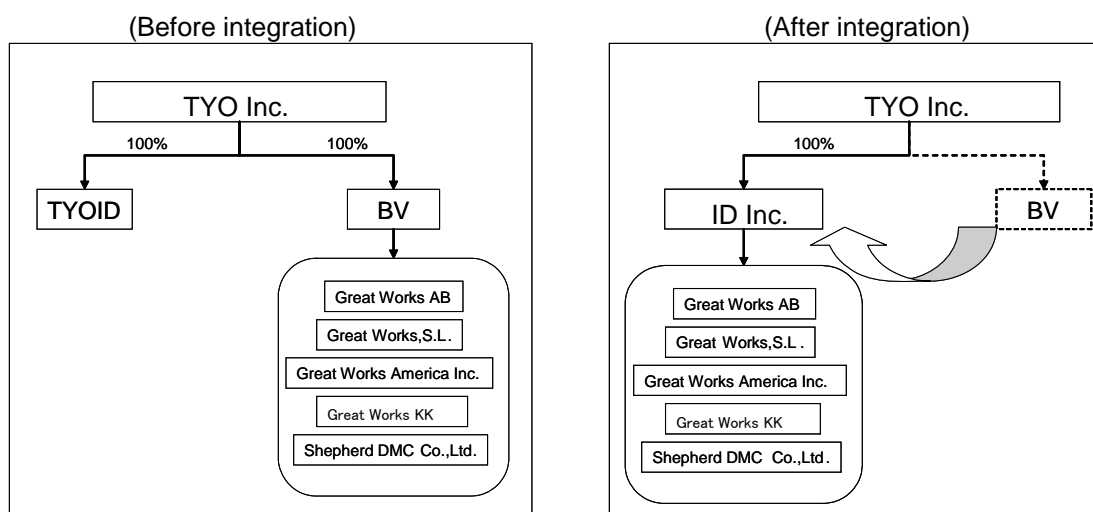 (Before integration)
TYO Inc.
100%
100%
TYOID
BV
Great Works AB
Great Works,S.L.
Great Works America Inc.
Great Works KK
Shepherd DMC Co.,Ltd.
(After integration)
TYO Inc.
100%
ID Inc.
BV
Great Works AB
Great Works,S.L.
Great Works America Inc.
Great Works KK
Shepherd DMC Co.,Ltd.